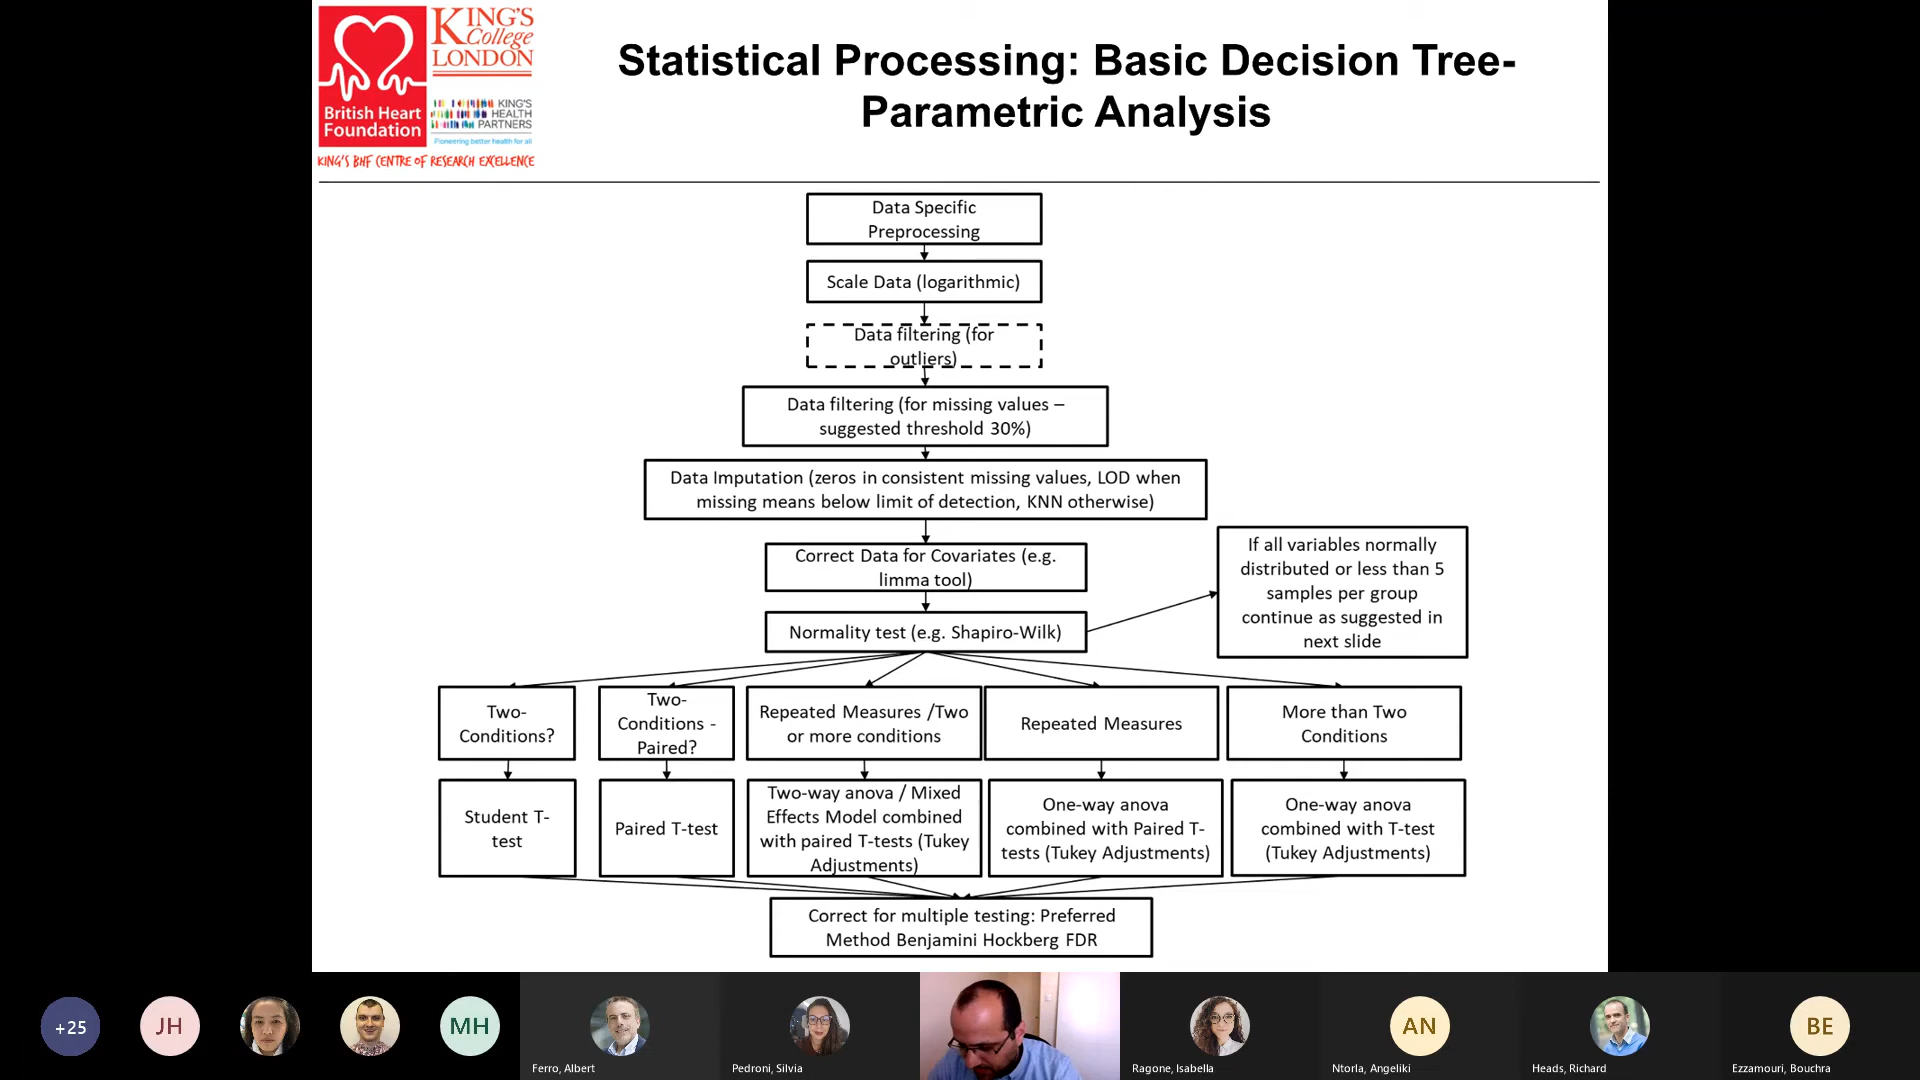 British Heart
Foundation
KING'S
College
LONDON
KING'S
HEALTH
PARTNERS
Pioneering better health for all
KING'S BHF CENTRE OF RESEARCH EXCELLENCE
Statistical Processing: Basic Decision Tree-
Parametric Analysis
Data Specific
Preprocessing
Scale Data (logarithmic)
Data filtering (for
outliers)
Data filtering (for missing values –
suggested threshold 30%)
Data Imputation (zeros in consistent missing values, LOD when
missing means below limit of detection, KNN otherwise)
Correct Data for Covariates (e.g.
limma tool)
Normality test (e.g. Shapiro-Wilk)
If all variables normally
distributed or less than 5
samples per group
continue as suggested in
next slide
Two-
Conditions?
Two-
Conditions -
Paired?
Repeated Measures /Two
or more conditions
Repeated Measures
More than Two
Conditions
Student T-
test
Paired T-test
Two-way anova / Mixed
Effects Model combined
with paired T-tests (Tukey
Adjustments)
One-way anova
combined with Paired T-
tests (Tukey Adjustments)
One-way anova
combined with T-test
(Tukey Adjustments)
Correct for multiple testing: Preferred
Method Benjamini Hockberg FDR
+25
JH
MH
Ferro, Albert
Pedroni, Silvia
Ragone, Isabella
AN
Ntorla, Angeliki
Heads, Richard
BE
Ezzamouri, Bouchra